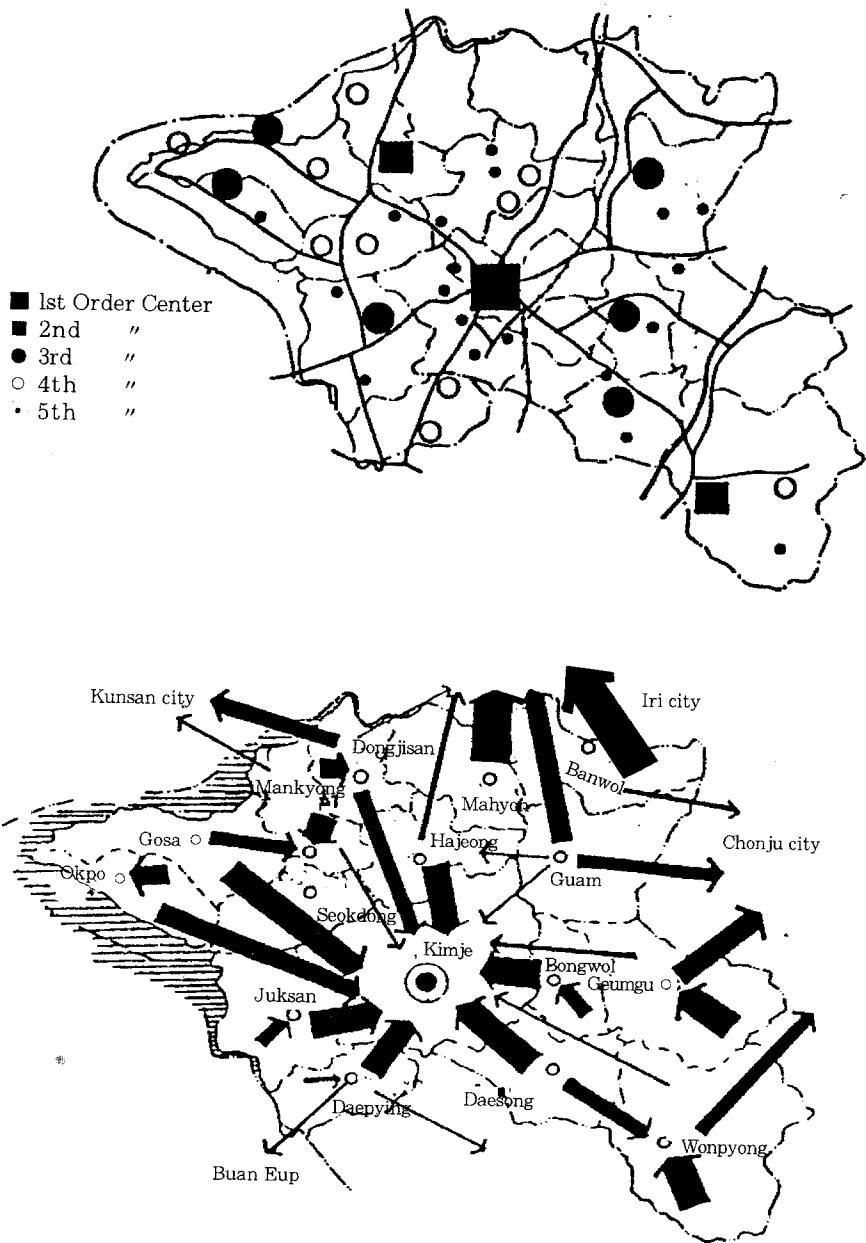 1st Order Center
2nd 〃
3rd 〃
4th 〃
5th 〃
Kunsan city
Iri city
Dongjisan
Mankyong
Banwol
Mahyon
Gosa
Hajeong
Chonju city
Okpo
Guam
Seokdong
Kimje
Bongwol
Juksan
Geumgu
Daepying
Daesong
Wonpyong
Buan Eup